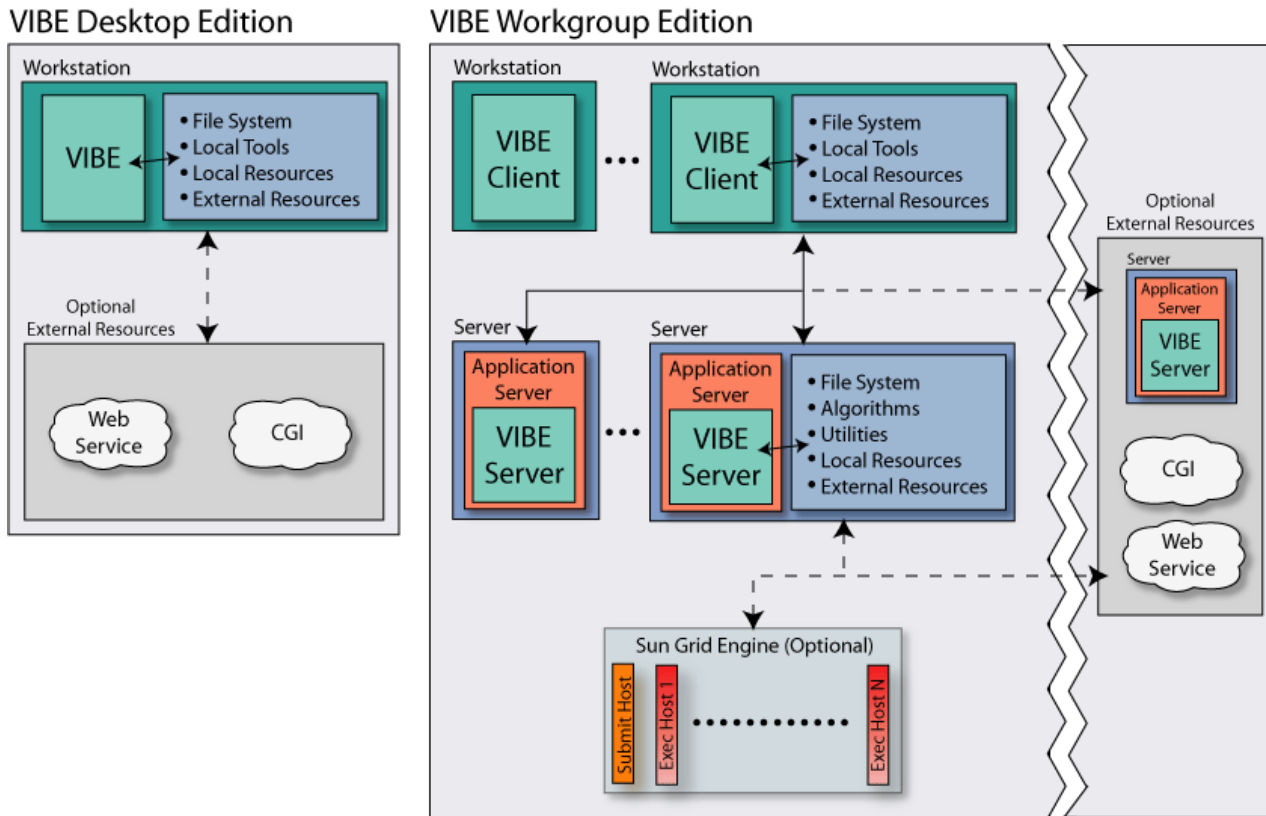 VIBE Desktop Edition
Workstation
VIBE
• File System
• Local Tools
• Local Resources
• External Resources
Optional
External Resources
Web
Service
CGI
VIBE Workgroup Edition
Workstation
VIBE
Client
Workstation
VIBE
Client
• File System
• Local Tools
• Local Resources
• External Resources
Server
Application
Server
VIBE
Server
Server
Application
Server
VIBE
Server
• File System
• Algorithms
• Utilities
• Local Resources
• External Resources
Sun Grid Engine (Optional)
Submit Host
Exec Host 1
Exec Host N
Optional
External Resources
Server
Application
Server
VIBE
Server
CGI
Web
Service